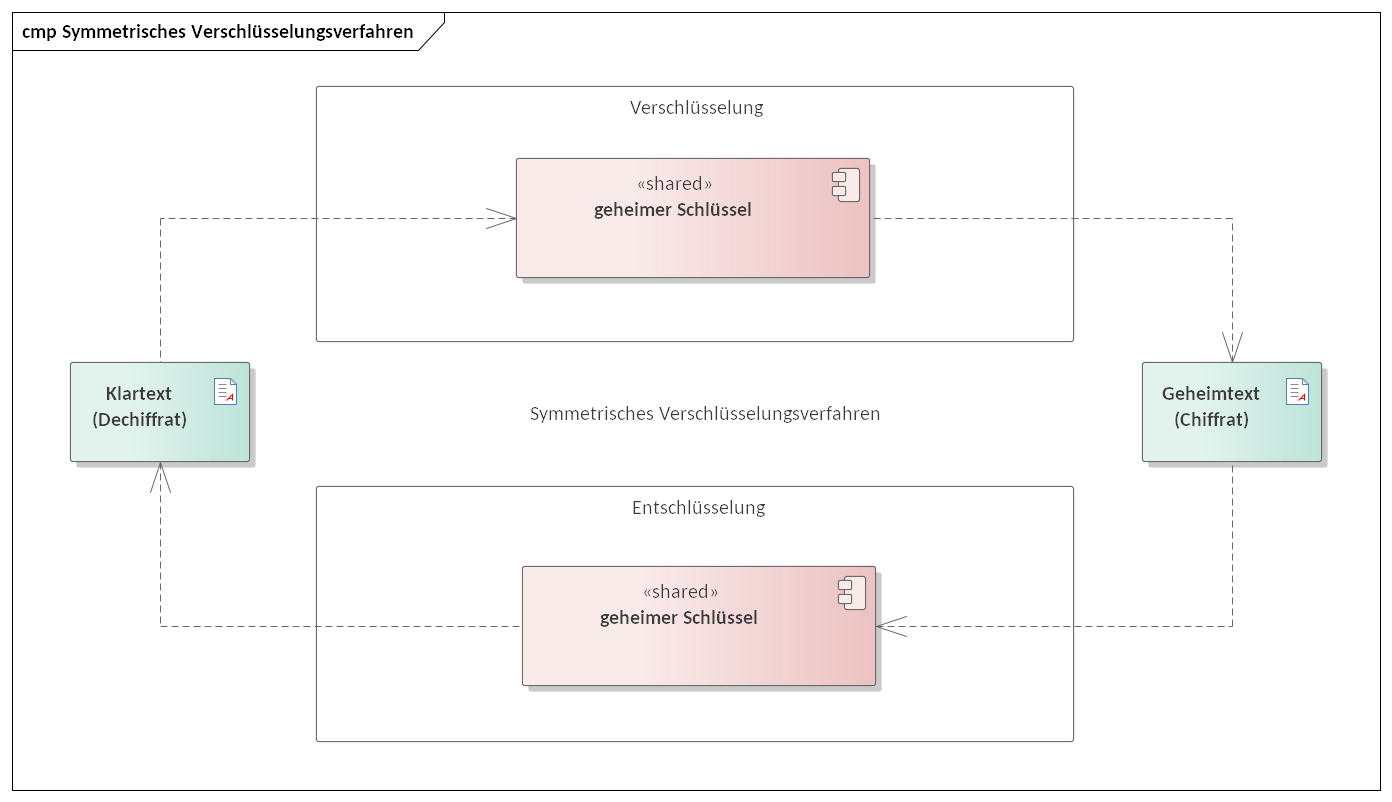 cmp Symmetrisches Verschlüsselungsverfahren
Verschlüsselung
«shared»
geheimer Schlüssel
Klartext
(Dechiffrat)
Geheimtext
(Chiffrat)
Symmetrisches Verschlüsselungsverfahren
Entschlüsselung
«shared»
geheimer Schlüssel